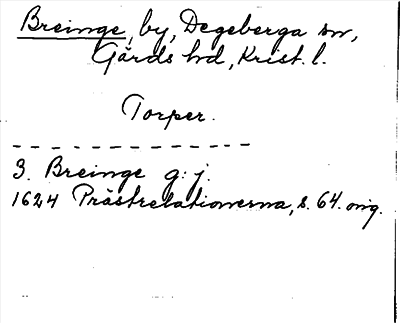 Breinge, by, Degeberga sn,
Gärds hd, Krist. l.
Torper.
3. Breinge g:j.
1624 Prästrelationerna, s. 64. orig.